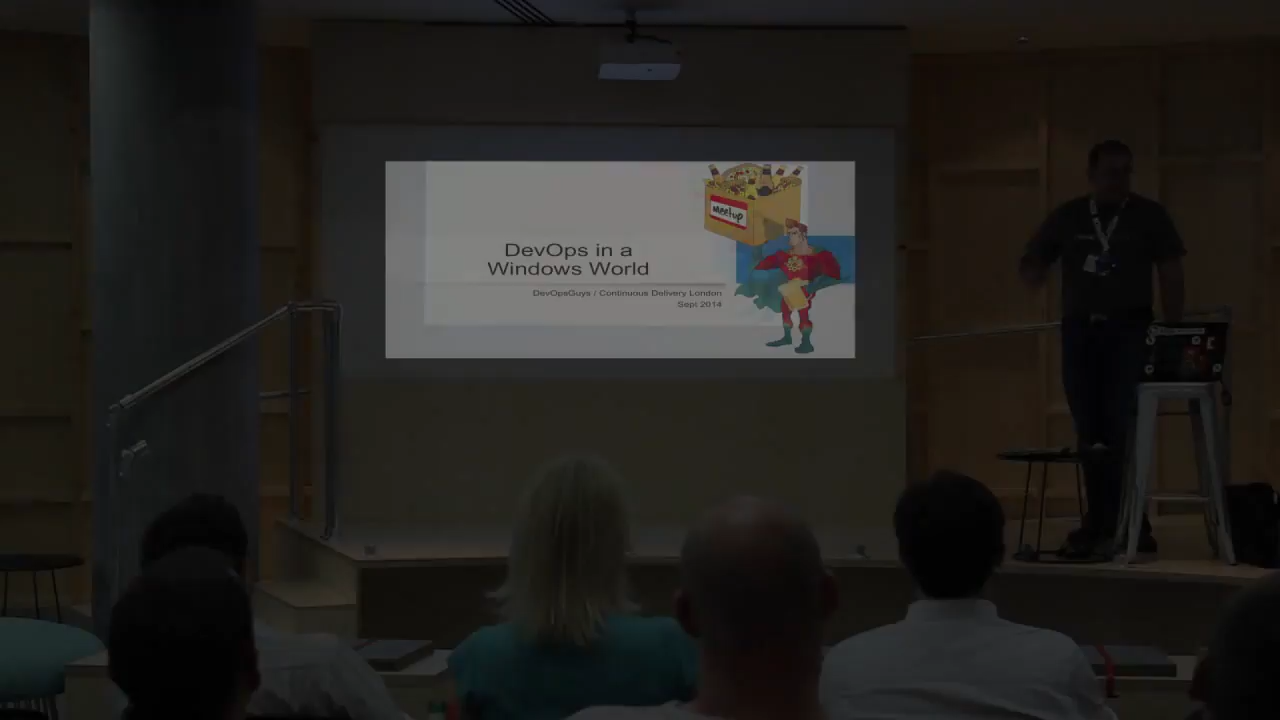 meetup
DevOps in a
Windows World
DevOpsGuys / Continuous Delivery London
Sept 2014